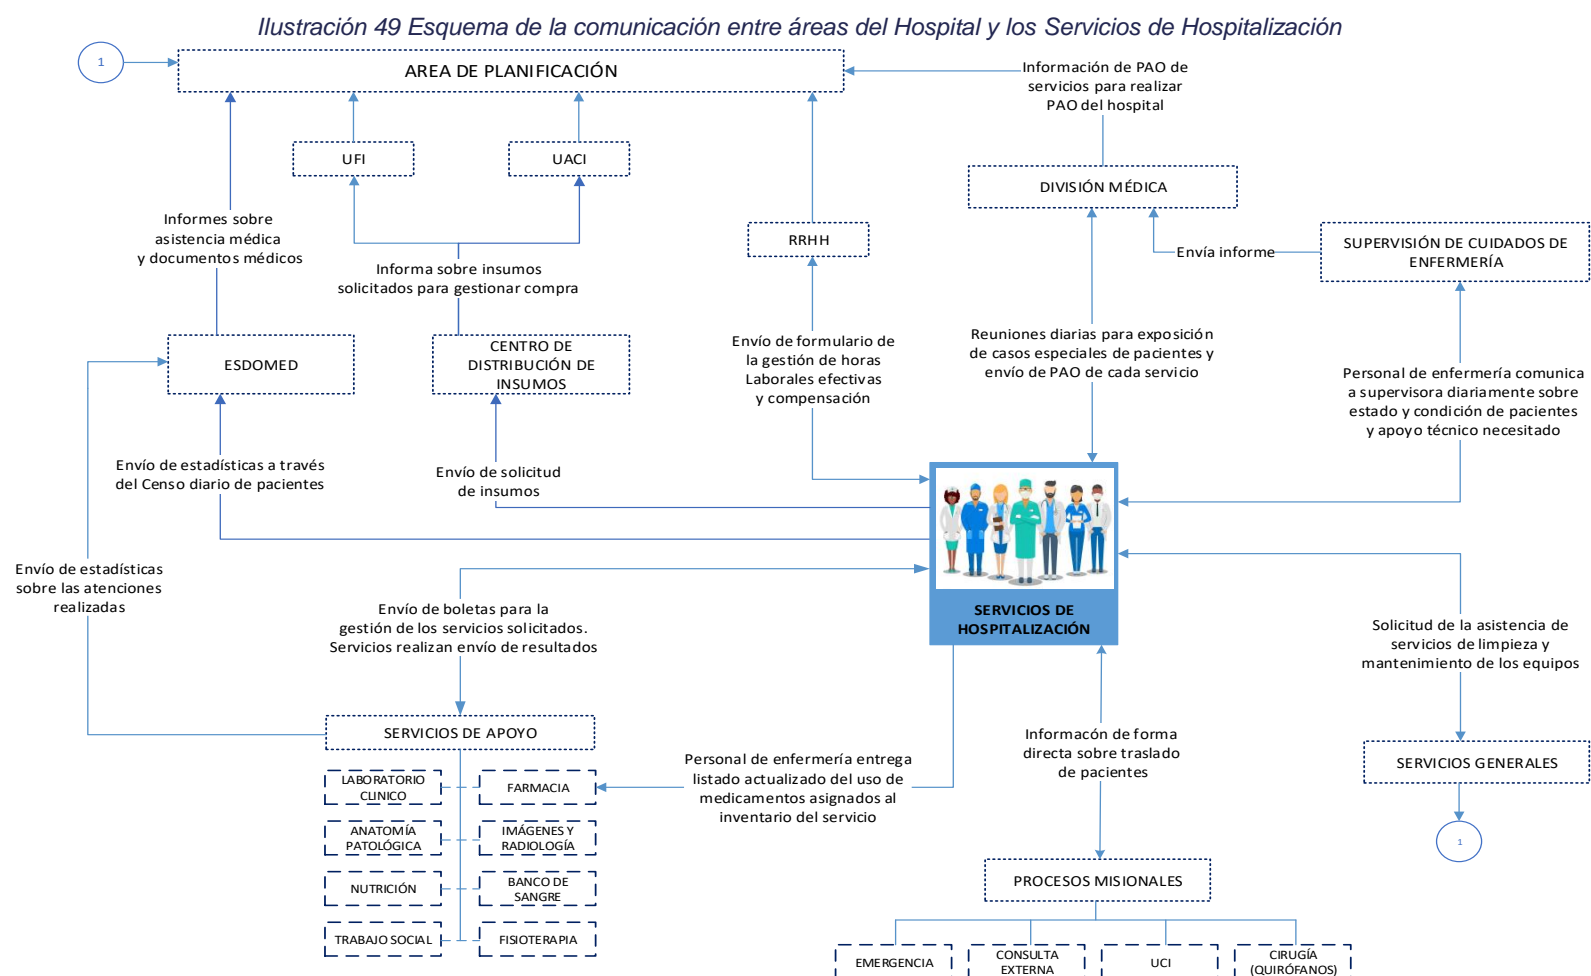 Ilustración 49 Esquema de la comunicación entre áreas del Hospital y los Servicios de Hospitalización
1
AREA DE PLANIFICACIÓN
Información de PAO de
servicios para realizar
PAO del hospital
UFI
UACI
DIVISIÓN MÉDICA
Informes sobre
asistencia médica
y documentos médicos
RRHH
Envía informe
SUPERVISIÓN DE CUIDADOS DE
ENFERMERÍA
Informa sobre insumos
solicitados para gestionar compra
ESDOMED
CENTRO DE
DISTRIBUCIÓN DE
INSUMOS
Envío de formulario de
la gestión de horas
Laborales efectivas
y compensación
Reuniones diarias para exposición
de casos especiales de pacientes y
envío de PAO de cada servicio
Personal de enfermería comunica
a supervisora diariamente sobre
estado y condición de pacientes
y apoyo técnico necesitado
Envío de estadísticas a través
del Censo diario de pacientes
Envío de solicitud
de insumos
Envío de estadísticas
sobre las atenciones
realizadas
Envío de boletas para la
gestión de los servicios solicitados.
Servicios realizan envío de resultados
SERVICIOS DE
HOSPITALIZACIÓN
Solicitud de la asistencia de
servicios de limpieza y
mantenimiento de los equipos
SERVICIOS DE APOYO
Personal de enfermería entrega
listado actualizado del uso de
medicamentos asignados al
inventario del servicio
Informacón de forma
directa sobre traslado
de pacientes
SERVICIOS GENERALES
LABORATORIO
CLINICO
FARMACIA
ANATOMÍA
PATOLÓGICA
IMÁGENES Y
RADIOLOGÍA
1
NUTRICIÓN
BANCO DE
SANGRE
PROCESOS MISIONALES
TRABAJO SOCIAL
FISIOTERAPIA
EMERGENCIA
CONSULTA
EXTERNA
UCI
CIRUGÍA
(QUIRÓFANOS)